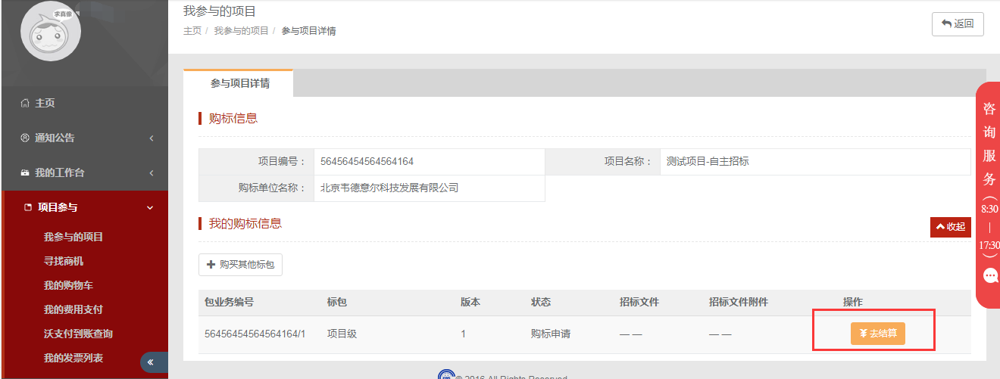 求真像
我参与的项目
主页 / 我参与的项目 / 参与项目详情
返回
主页
通知公告
我的工作台
项目参与
我参与的项目
寻找商机
我的购物车
我的费用支付
沃支付到账查询
我的发票列表
参与项目详情
购标信息
项目编号： 56456454564564164 项目名称： 测试项目-自主招标
购标单位名称： 北京韦德意尔科技发展有限公司
我的购标信息
收起
购买其他标包
包业务编号 标包 版本 状态 招标文件 招标文件附件 操作
56456454564564164/1 项目级 1 购标申请 — — — — 去结算
© 2016 All Rights Reserved
咨询服务（8:30—17:30）